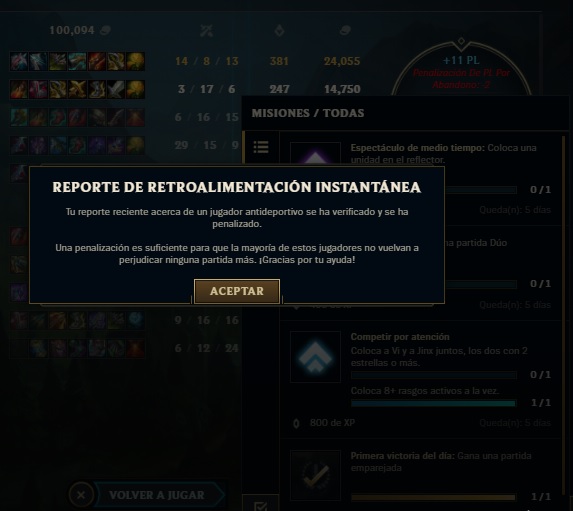 100,094
14 / 8 / 13 381 24,055
+11 PL
Penalización De PL Por
Abandono: -2
3 / 17 / 6 247 14,750
MISIONES / TODAS
6 / 16 / 15
29 / 15 / 9
Espectáculo de medio tiempo: Coloca una
unidad en el reflector.
0/1
Queda(n): 5 días
REPORTE DE RETROALIMENTACIÓN INSTANTÁNEA
Tu reporte reciente acerca de un jugador antideportivo se ha verificado y se ha
penalizado.
Una penalización es suficiente para que la mayoría de estos jugadores no vuelvan a
perjudicar ninguna partida más. ¡Gracias por tu ayuda!
ACEPTAR
na partida Dúo
0/1
Queda(n): 5 días
9 / 16 / 16
6 / 12 / 24
Competir por atención
Coloca a Vi y a Jinx juntos, los dos con 2
estrellas o más.
0/1
Coloca 8+ rasgos activos a la vez.
1/1
800 de XP
Queda(n): 5 días
Primera victoria del día: Gana una partida
emparejada
1/1
VOLVER A JUGAR